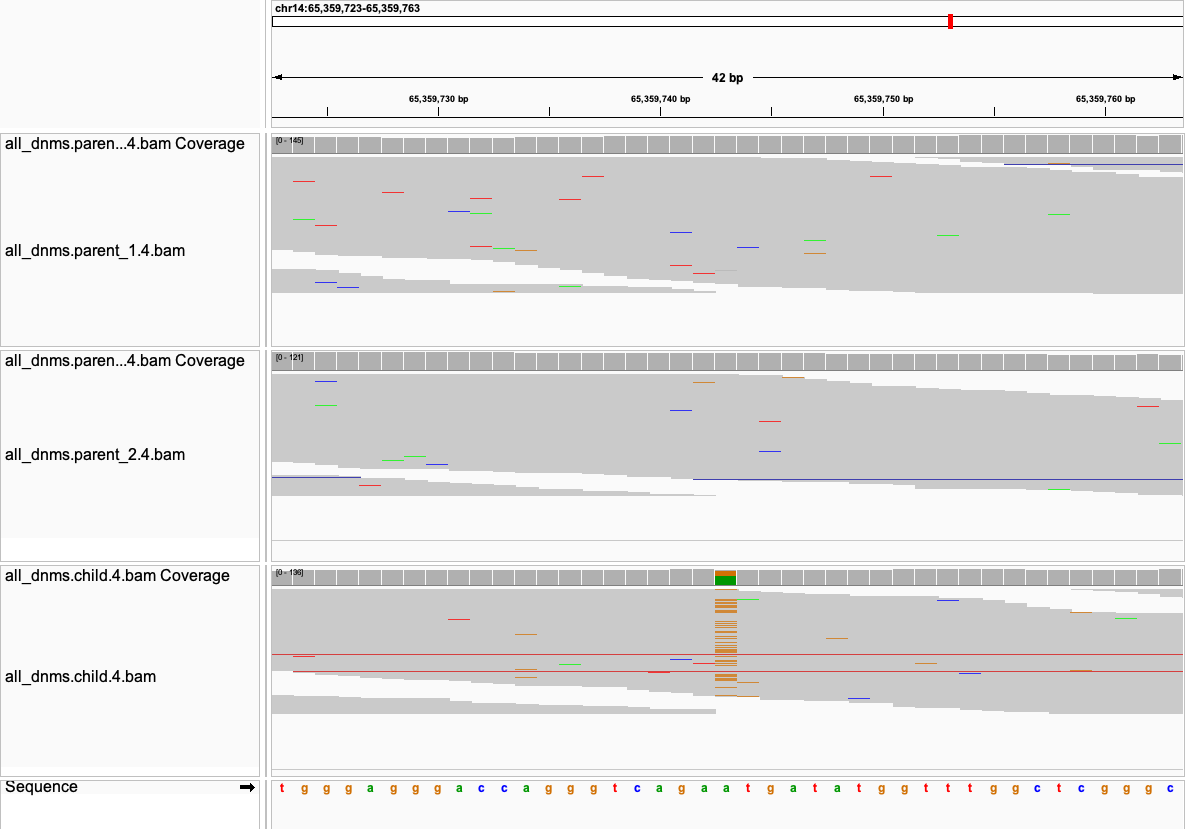 chr14:65,359,723-65,359,763
42 bp
65,359,730 bp 65,359,740 bp 65,359,750 bp 65,359,760 bp
all_dnms.paren...4.bam Coverage [0 - 145]
all_dnms.parent_1.4.bam
all_dnms.paren...4.bam Coverage [0 - 121]
all_dnms.parent_2.4.bam
all_dnms.child.4.bam Coverage [0 - 136]
all_dnms.child.4.bam
Sequence t g g g a g g g a c c a g g g t c a g a a t g a t a t g g t t t g g c t c g g g c